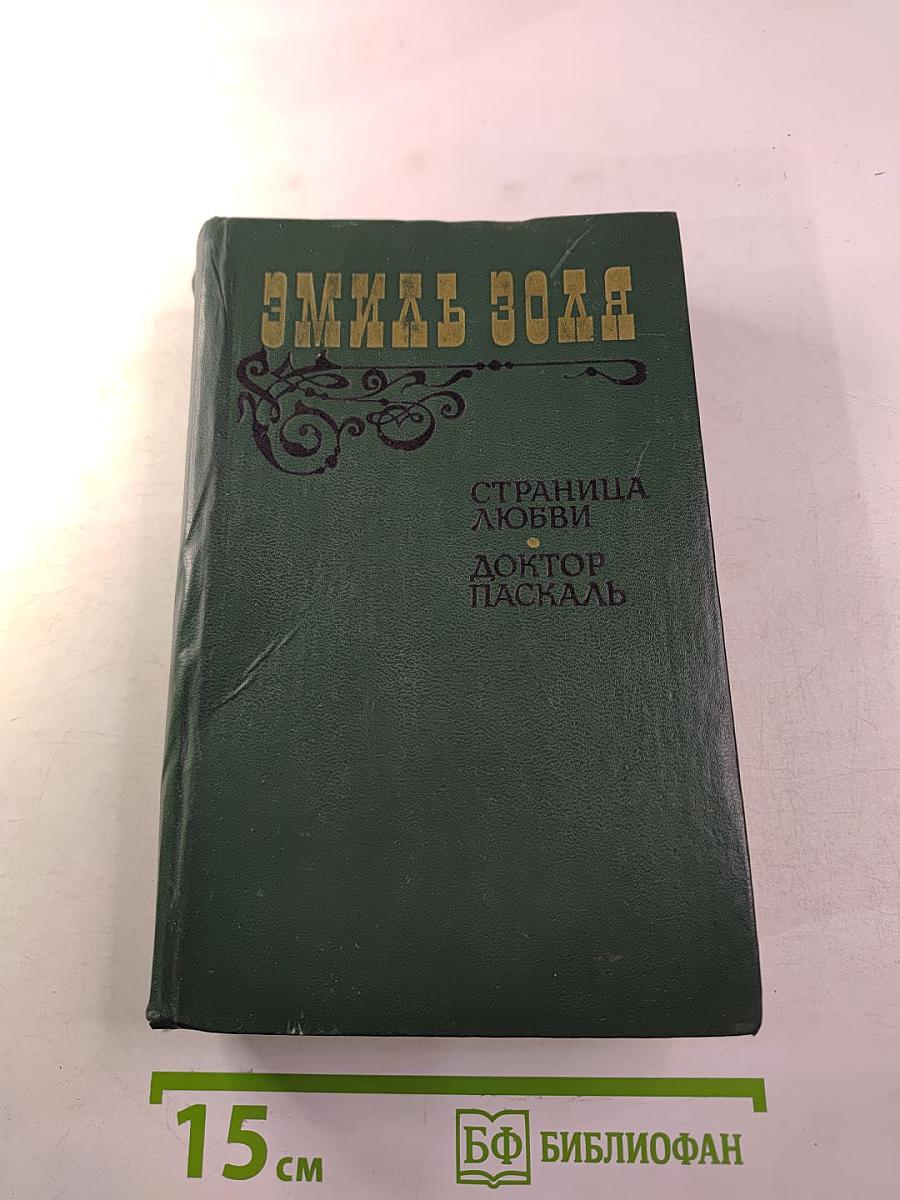 ЭМИЛЬ ЗОЛЯ
СТРАНИЦА
ЛЮБВИ
ДОКТОР
ПАСКАЛЬ
15 см
БФ БИБЛИОФАН